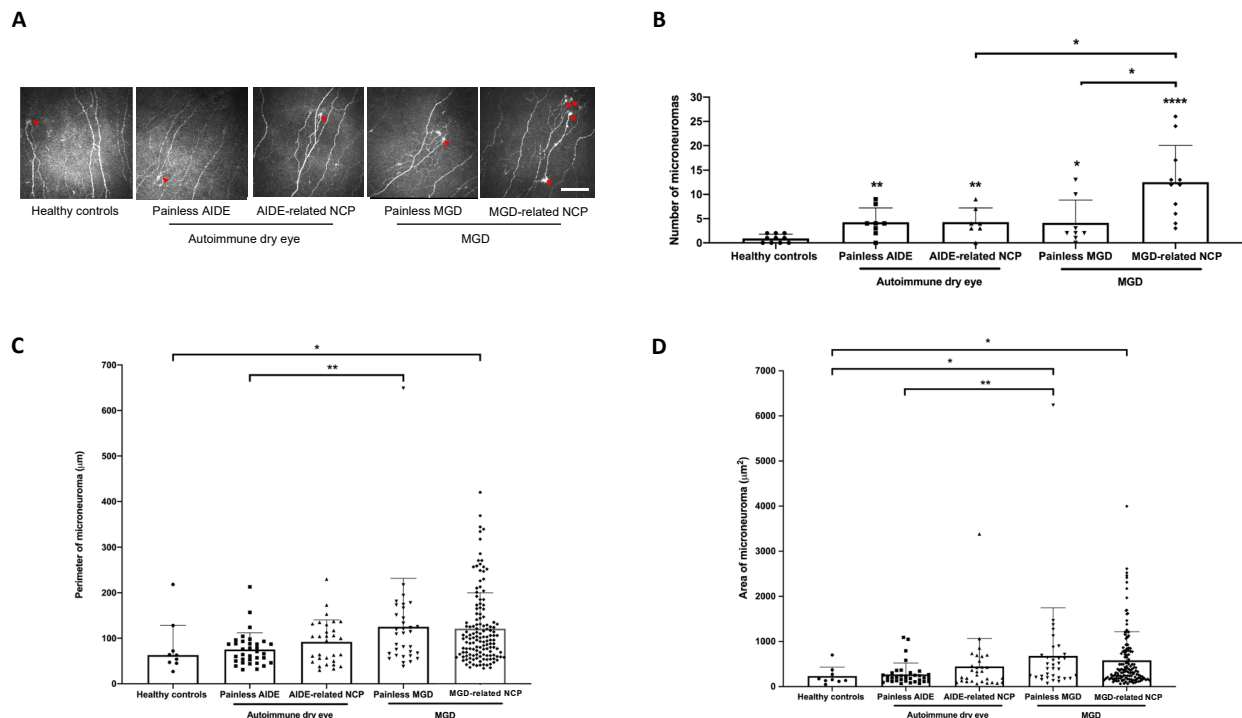 A
Healthy controls
Painless AIDE
AIDE-related NCP
Painless MGD
MGD-related NCP
Autoimmune dry eye
MGD
B
*
*
****
**
**
*
Number of microneuromas
30
25
20
15
10
5
0
Healthy controls
Painless AIDE
AIDE-related NCP
Painless MGD
MGD-related NCP
Autoimmune dry eye
MGD
C
*
**
Perimeter of microneuroma (μm)
700
600
500
400
300
200
100
0
Healthy controls
Painless AIDE
AIDE-related NCP
Painless MGD
MGD-related NCP
Autoimmune dry eye
MGD
D
*
*
**
Area of microneuroma (μm²)
7000
6000
5000
4000
3000
2000
1000
0
Healthy controls
Painless AIDE
AIDE-related NCP
Painless MGD
MGD-related NCP
Autoimmune dry eye
MGD